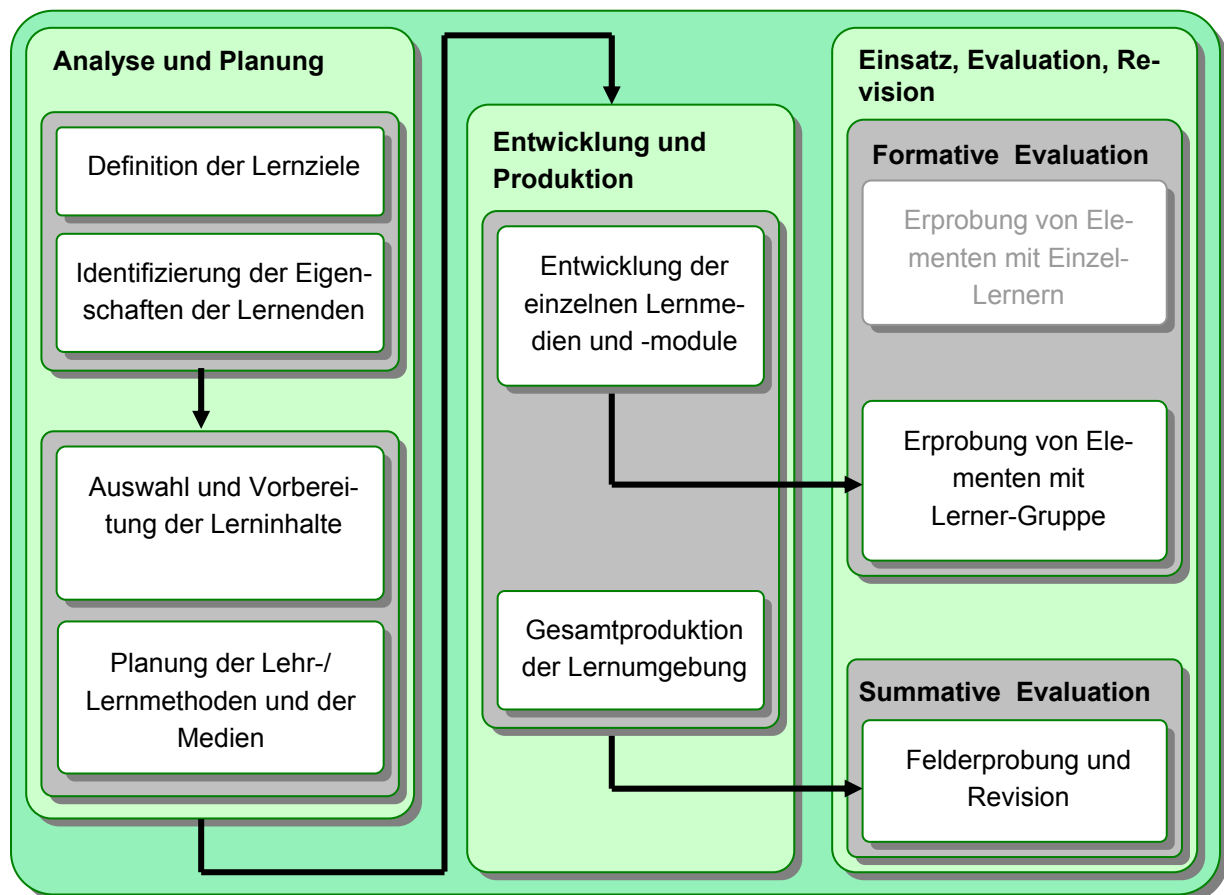 Analyse und Planung
Definition der Lernziele
Identifizierung der Eigen-
schaften der Lernenden
Auswahl und Vorberei-
tung der Lerninhalte
Planung der Lehr-/
Lernmethoden und der
Medien
Entwicklung und
Produktion
Entwicklung der
einzelnen Lernme-
dien und -module
Gesamtproduktion
der Lernumgebung
Einsatz, Evaluation, Re-
vision
Formative Evaluation
Erprobung von Ele-
menten mit Einzel-
Lernern
Erprobung von Ele-
menten mit
Lerner-Gruppe
Summative Evaluation
Felderprobung und
Revision